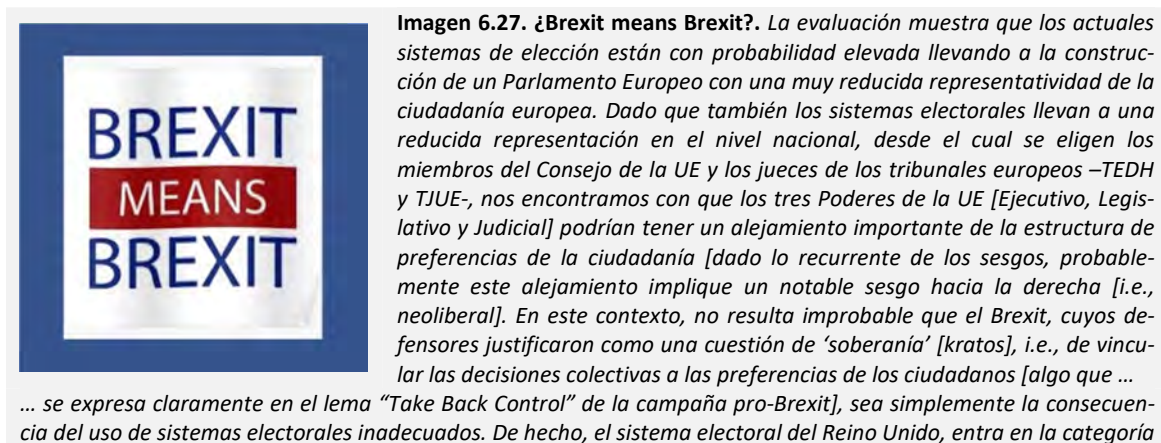 BREXIT
MEANS
BREXIT
Imagen 6.27. ¿Brexit means Brexit?. La evaluación muestra que los actuales
sistemas de elección están con probabilidad elevada llevando a la construc-
ción de un Parlamento Europeo con una muy reducida representatividad de la
ciudadanía europea. Dado que también los sistemas electorales llevan a una
reducida representación en el nivel nacional, desde el cual se eligen los
miembros del Consejo de la UE y los jueces de los tribunales europeos –TEDH
y TJUE-, nos encontramos con que los tres Poderes de la UE [Ejecutivo, Legis-
lativo y Judicial] podrían tener un alejamiento importante de la estructura de
preferencias de la ciudadanía [dado lo recurrente de los sesgos, probable-
mente este alejamiento implique un notable sesgo hacia la derecha [i.e.,
neoliberal]. En este contexto, no resulta improbable que el Brexit, cuyos de-
fensores justificaron como una cuestión de ‘soberanía’ [kratos], i.e., de vincu-
lar las decisiones colectivas a las preferencias de los ciudadanos [algo que ...
... se expresa claramente en el lema “Take Back Control” de la campaña pro-Brexit], sea simplemente la consecuen-
cia del uso de sistemas electorales inadecuados. De hecho, el sistema electoral del Reino Unido, entra en la categoría